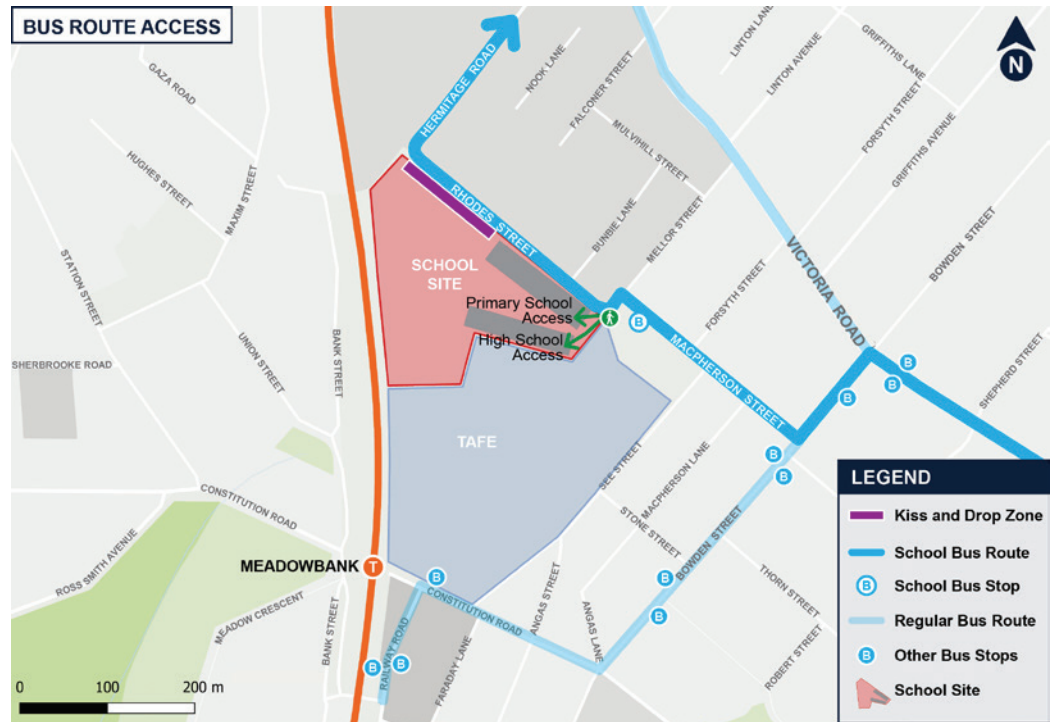 BUS ROUTE ACCESS
N
GAZA ROAD
HUGHES STREET
MAXIM STREET
STATION STREET
UNION STREET
BANK STREET
SHERBROOKE ROAD
HERMITAGE ROAD
NOOK LANE
FALCONER STREET
MULVIHILL STREET
LINTON LANE
LINTON AVENUE
GRIFFITHS LANE
FORSYTH STREET
GRIFFITHS AVENUE
RHODES STREET
BUNBIE LANE
MELLOR STREET
FORSYTH STREET
VICTORIA ROAD
BOWDEN STREET
SHEPHERD STREET
SCHOOL
SITE
Primary School
Access
High School
Access
B
MACPHERSON STREET
B
B
B
TAFE
B
B
SEE STREET
MACPHERSON LANE
STONE STREET
BOWDEN STREET
THORN STREET
ROBERT STREET
CONSTITUTION ROAD
ROSS SMITH AVENUE
MEADOW CRESCENT
BANK STREET
MEADOWBANK
T
B
CONSTITUTION ROAD
ANGAS STREET
ANGAS LANE
B
B
RAILWAY ROAD
FARADAY LANE
B
B
0 100 200 m
LEGEND
Kiss and Drop Zone
School Bus Route
B School Bus Stop
Regular Bus Route
B Other Bus Stops
School Site